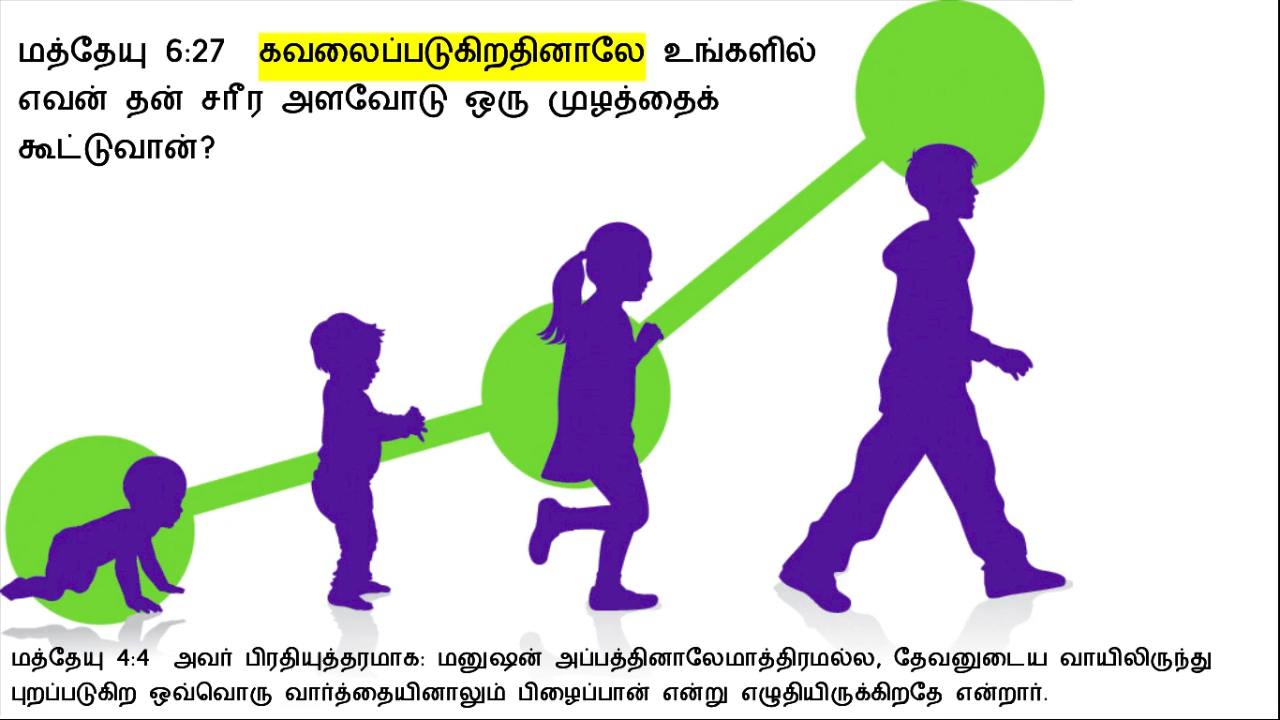 மத்தேயு 6:27 கவலைப்படுகிறதினாலே உங்களில்
எவன் தன் சரீர அளவோடு ஒரு முழத்தைக்
கூட்டுவான்?
மத்தேயு 4:4 அவர் பிரதியுத்தரமாக: மனுஷன் அப்பத்தினாலேமாத்திரமல்ல, தேவனுடைய வாயிலிருந்து
புறப்படுகிற ஒவ்வொரு வார்த்தையினாலும் பிழைப்பான் என்று எழுதியிருக்கிறதே என்றார்.